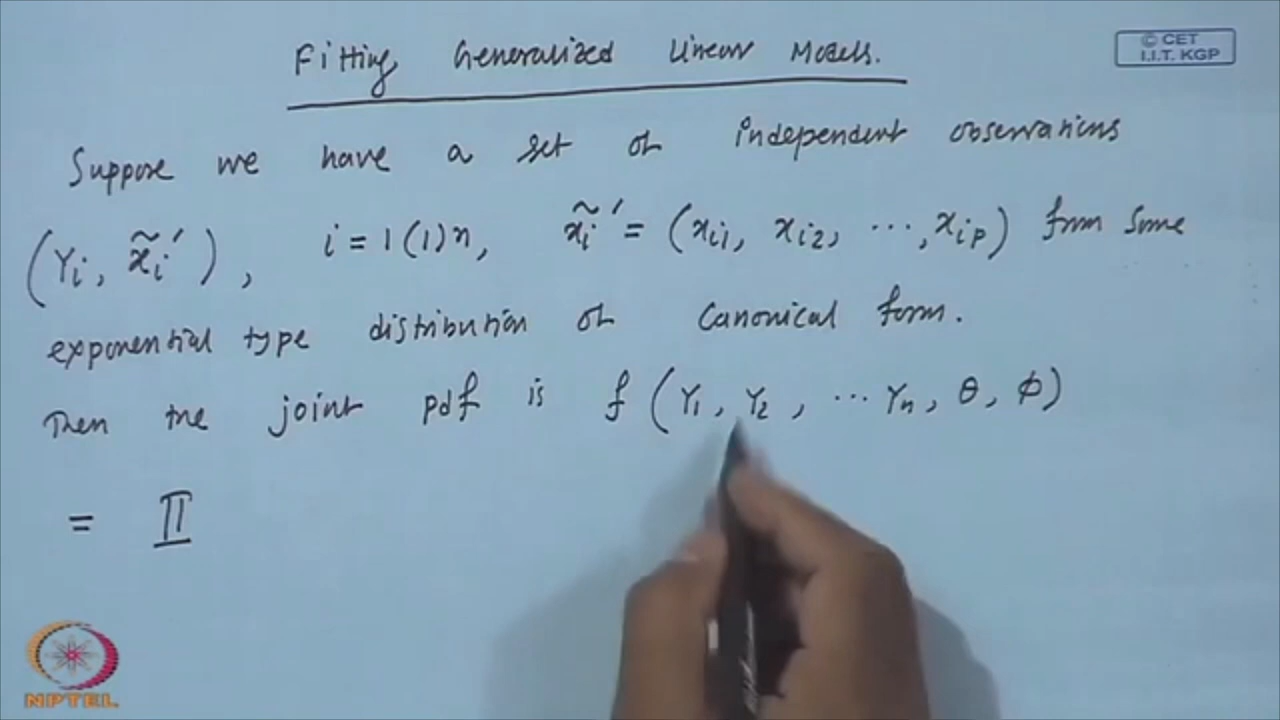 Fitting Generalized Linear Models.
© CET
I.I.T. KGP
Suppose we have a set of independent observations
(Yi, x̃i′), i = 1(1)n, x̃i′ = (xi1, xi2, ..., xip) from some
exponential type distribution of canonical form.
Then the joint pdf is f (Y1, Y2, ... Yn, θ, ϕ)
= Π
NPTEL